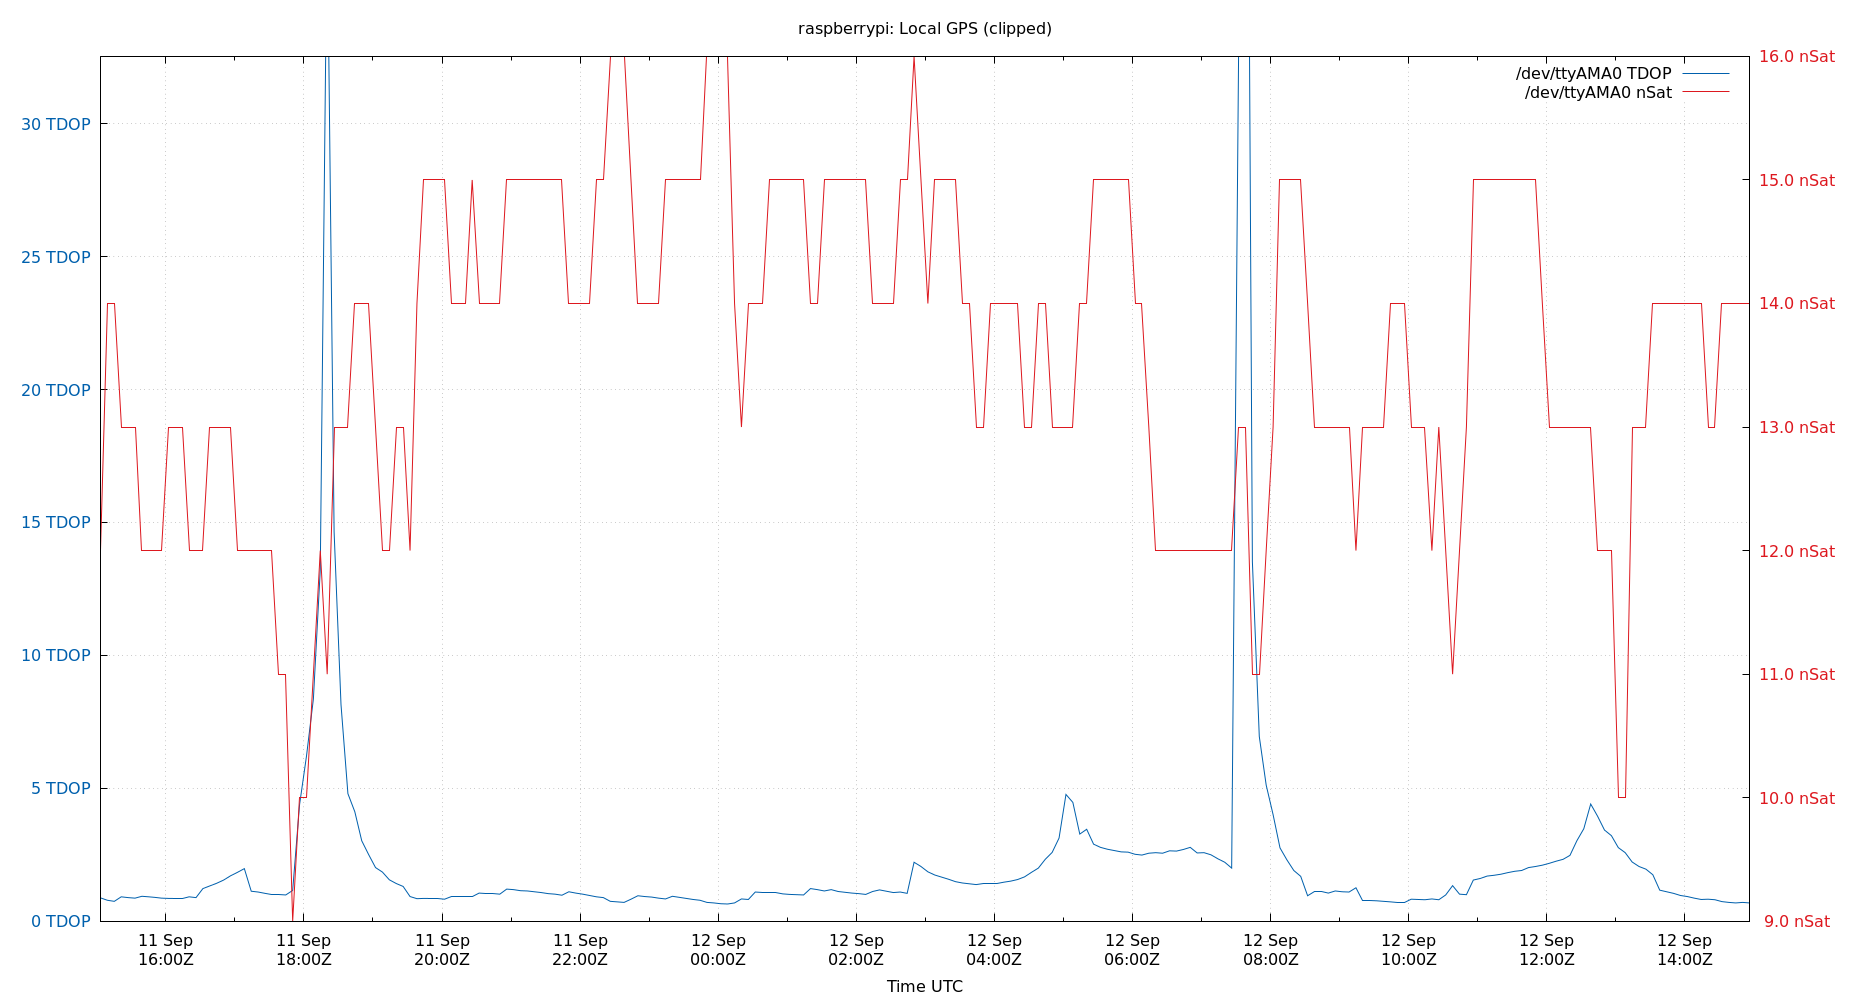 raspberrypi: Local GPS (clipped)
/dev/ttyAMA0 TDOP
/dev/ttyAMA0 nSat
30 TDOP
25 TDOP
20 TDOP
15 TDOP
10 TDOP
5 TDOP
0 TDOP
16.0 nSat
15.0 nSat
14.0 nSat
13.0 nSat
12.0 nSat
11.0 nSat
10.0 nSat
9.0 nSat
11 Sep
16:00Z
11 Sep
18:00Z
11 Sep
20:00Z
11 Sep
22:00Z
12 Sep
00:00Z
12 Sep
02:00Z
12 Sep
04:00Z
12 Sep
06:00Z
12 Sep
08:00Z
12 Sep
10:00Z
12 Sep
12:00Z
12 Sep
14:00Z
Time UTC